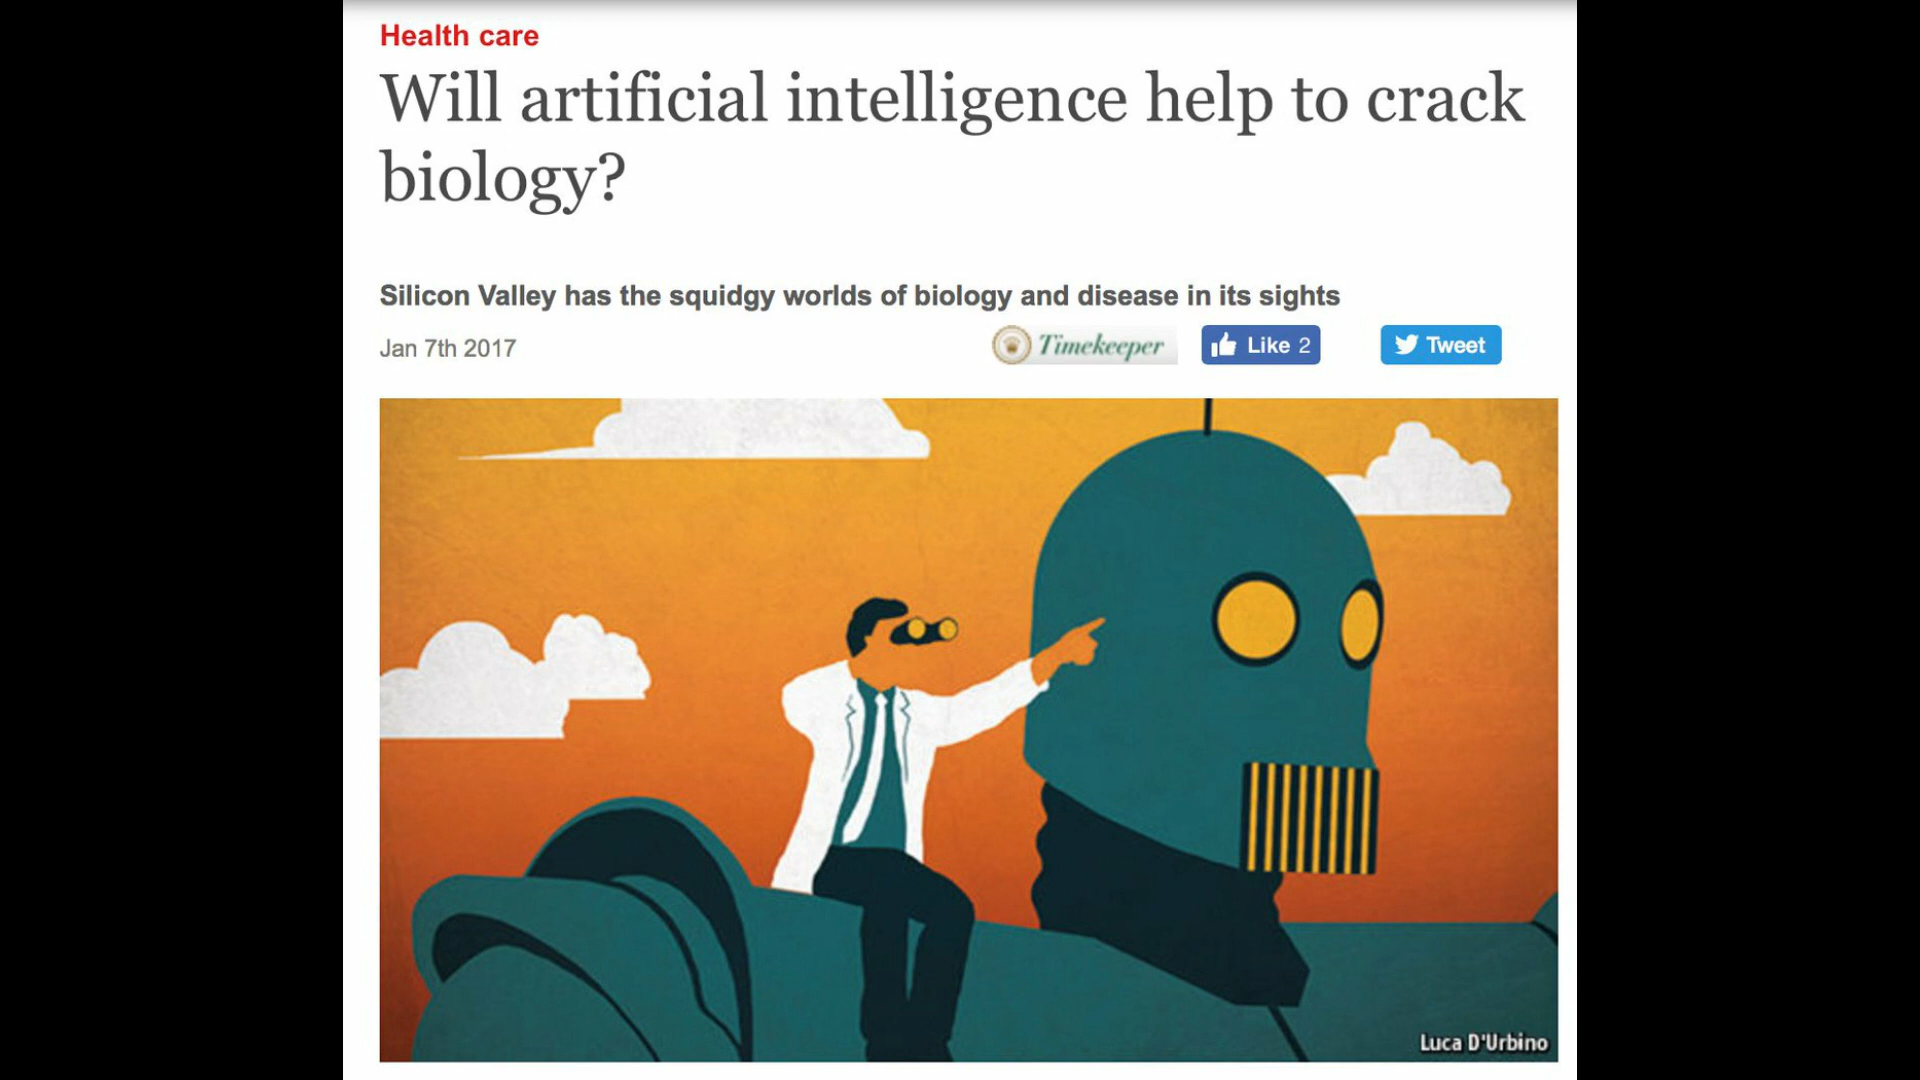 Health care
Will artificial intelligence help to crack
biology?
Silicon Valley has the squidgy worlds of biology and disease in its sights
Jan 7th 2017
Timekeeper
Like 2
Tweet
Luca D'Urbino